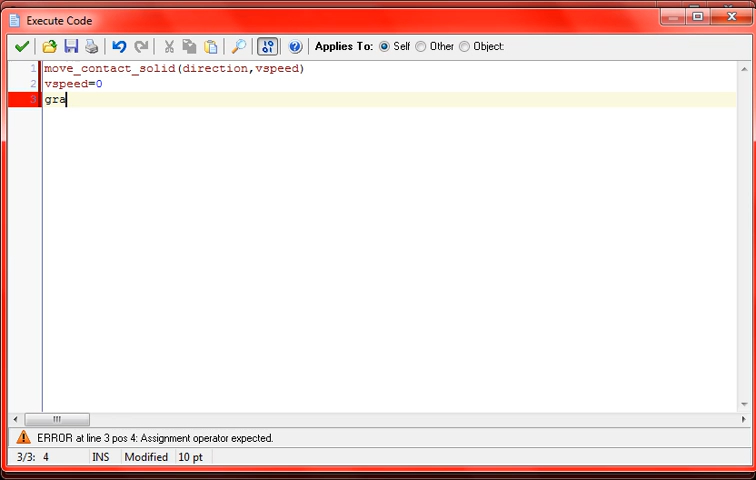 Execute Code
Applies To: Self Other Object:
1 move_contact_solid(direction,vspeed)
2 vspeed=0
3 gra
ERROR at line 3 pos 4: Assignment operator expected.
3/3: 4 INS Modified 10 pt